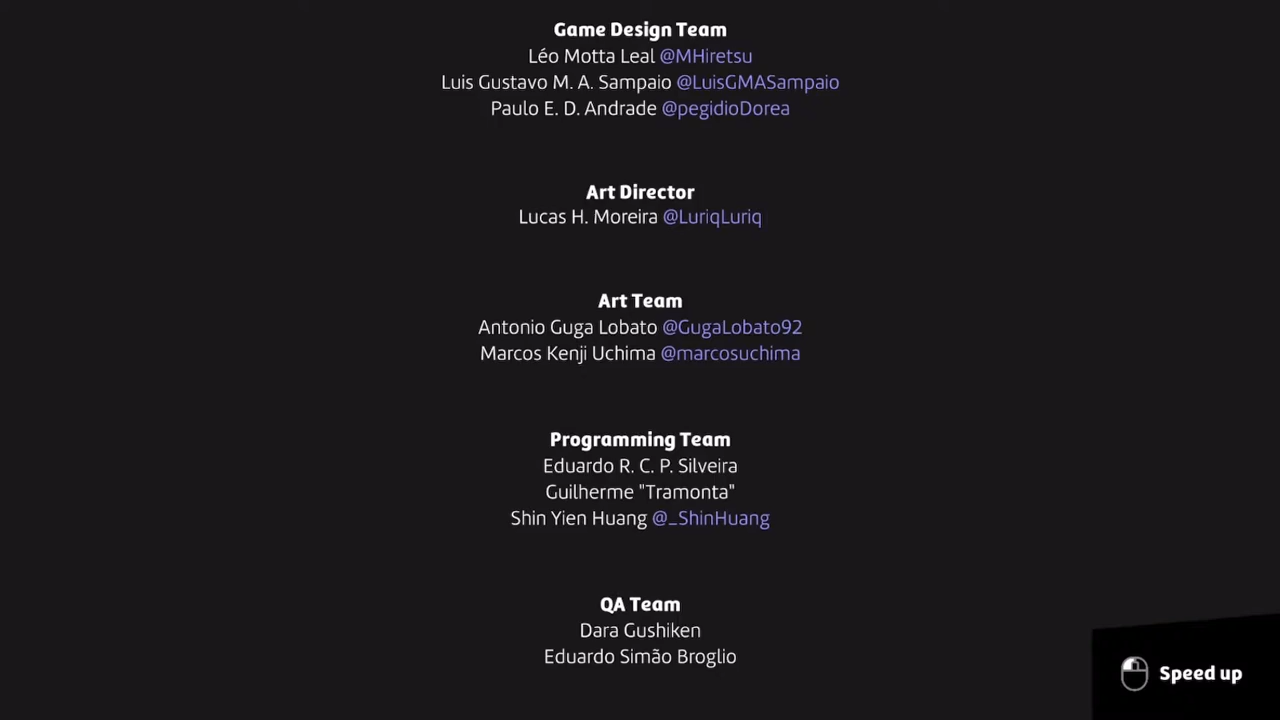 Game Design Team
Léo Motta Leal @MHiretsu
Luis Gustavo M. A. Sampaio @LuisGMASampaio
Paulo E. D. Andrade @pegidioDorea
Art Director
Lucas H. Moreira @LuriqLuriq
Art Team
Antonio Guga Lobato @GugaLobato92
Marcos Kenji Uchima @marcosuchima
Programming Team
Eduardo R. C. P. Silveira
Guilherme "Tramonta"
Shin Yien Huang @_ShinHuang
QA Team
Dara Gushiken
Eduardo Simão Broglio
Speed up